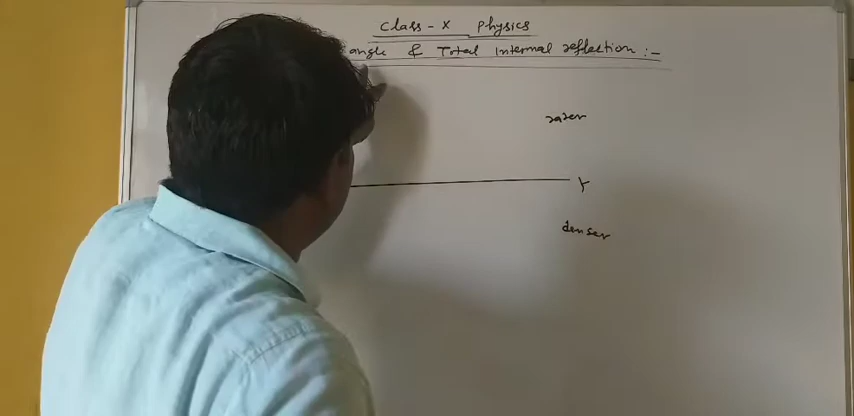 Class - X Physics
angle & Total Internal reflection :-
rarer
Y
denser